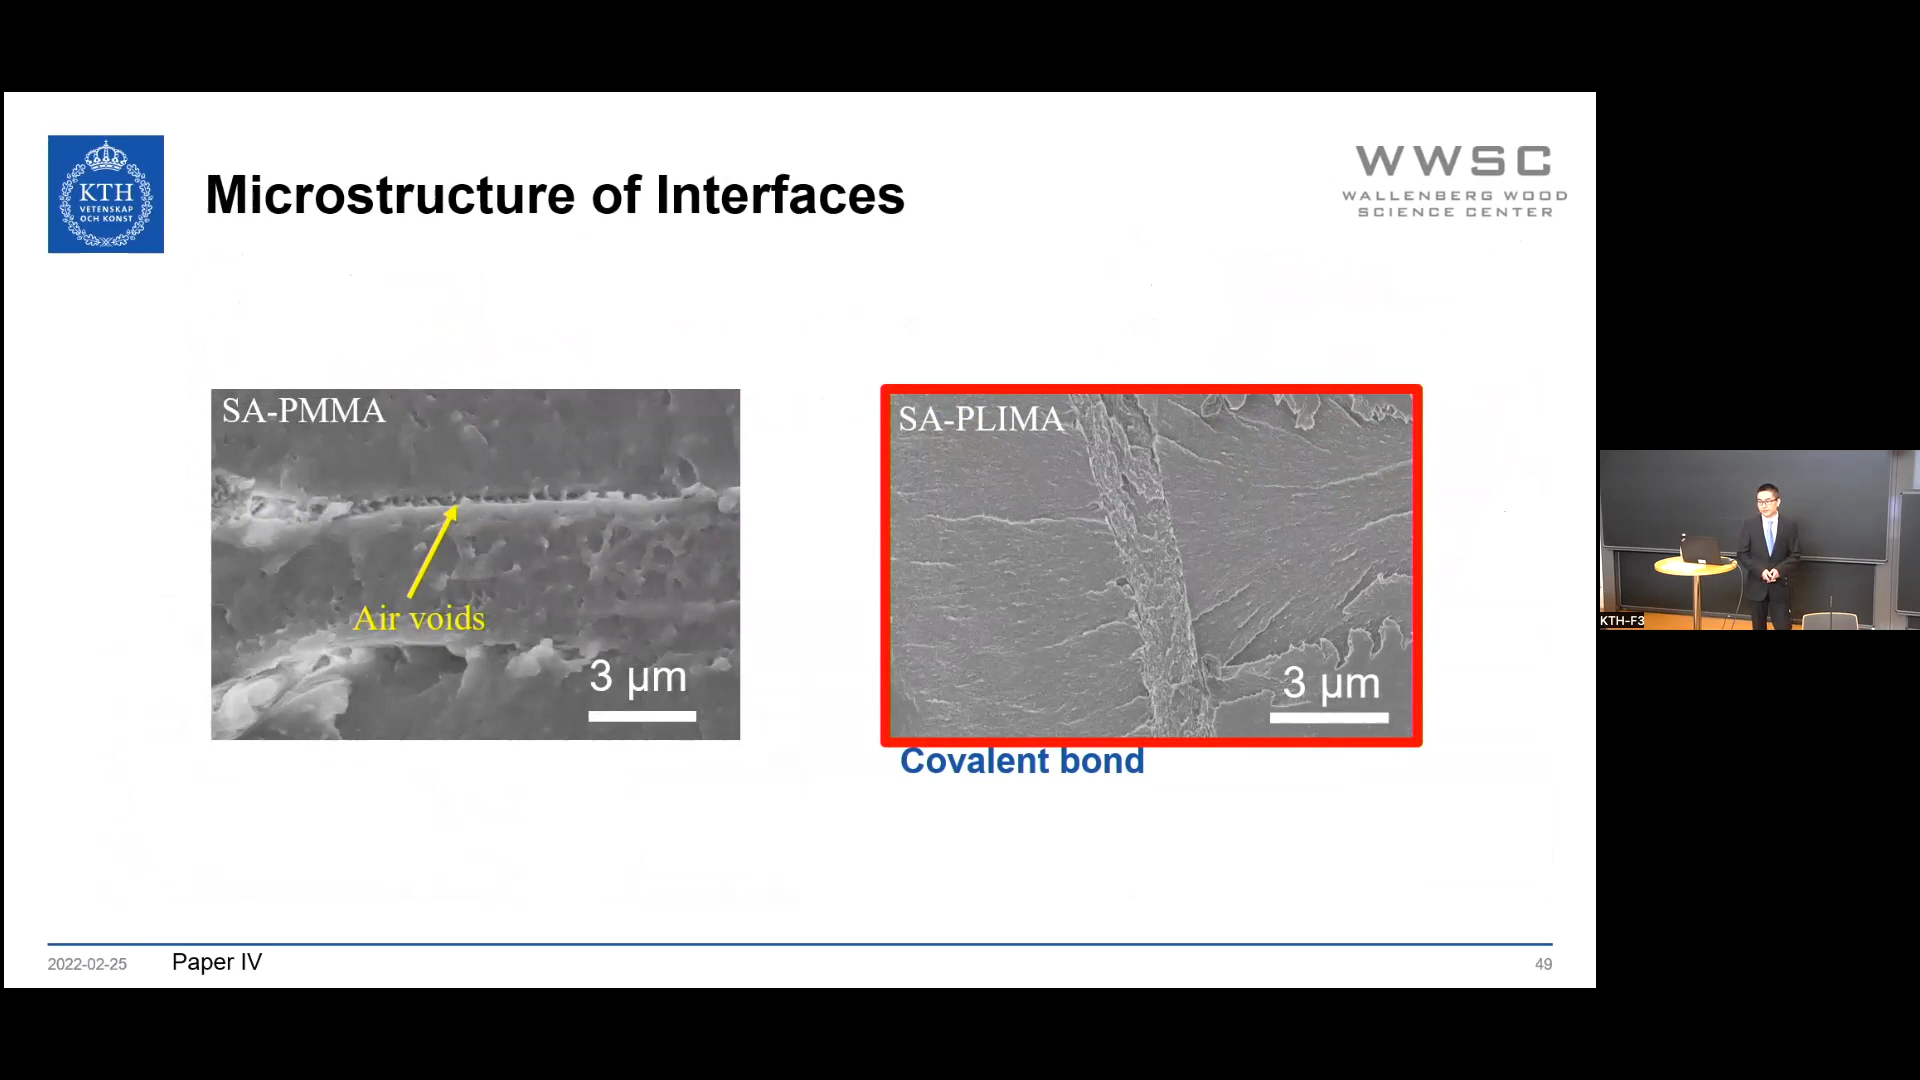 KTH
VETENSKAP
OCH KONST
Microstructure of Interfaces
WWSC
WALLENBERG WOOD
SCIENCE CENTER
SA-PMMA
Air voids
3 μm
SA-PLIMA
3 μm
Covalent bond
KTH-F3
2022-02-25
Paper IV
49